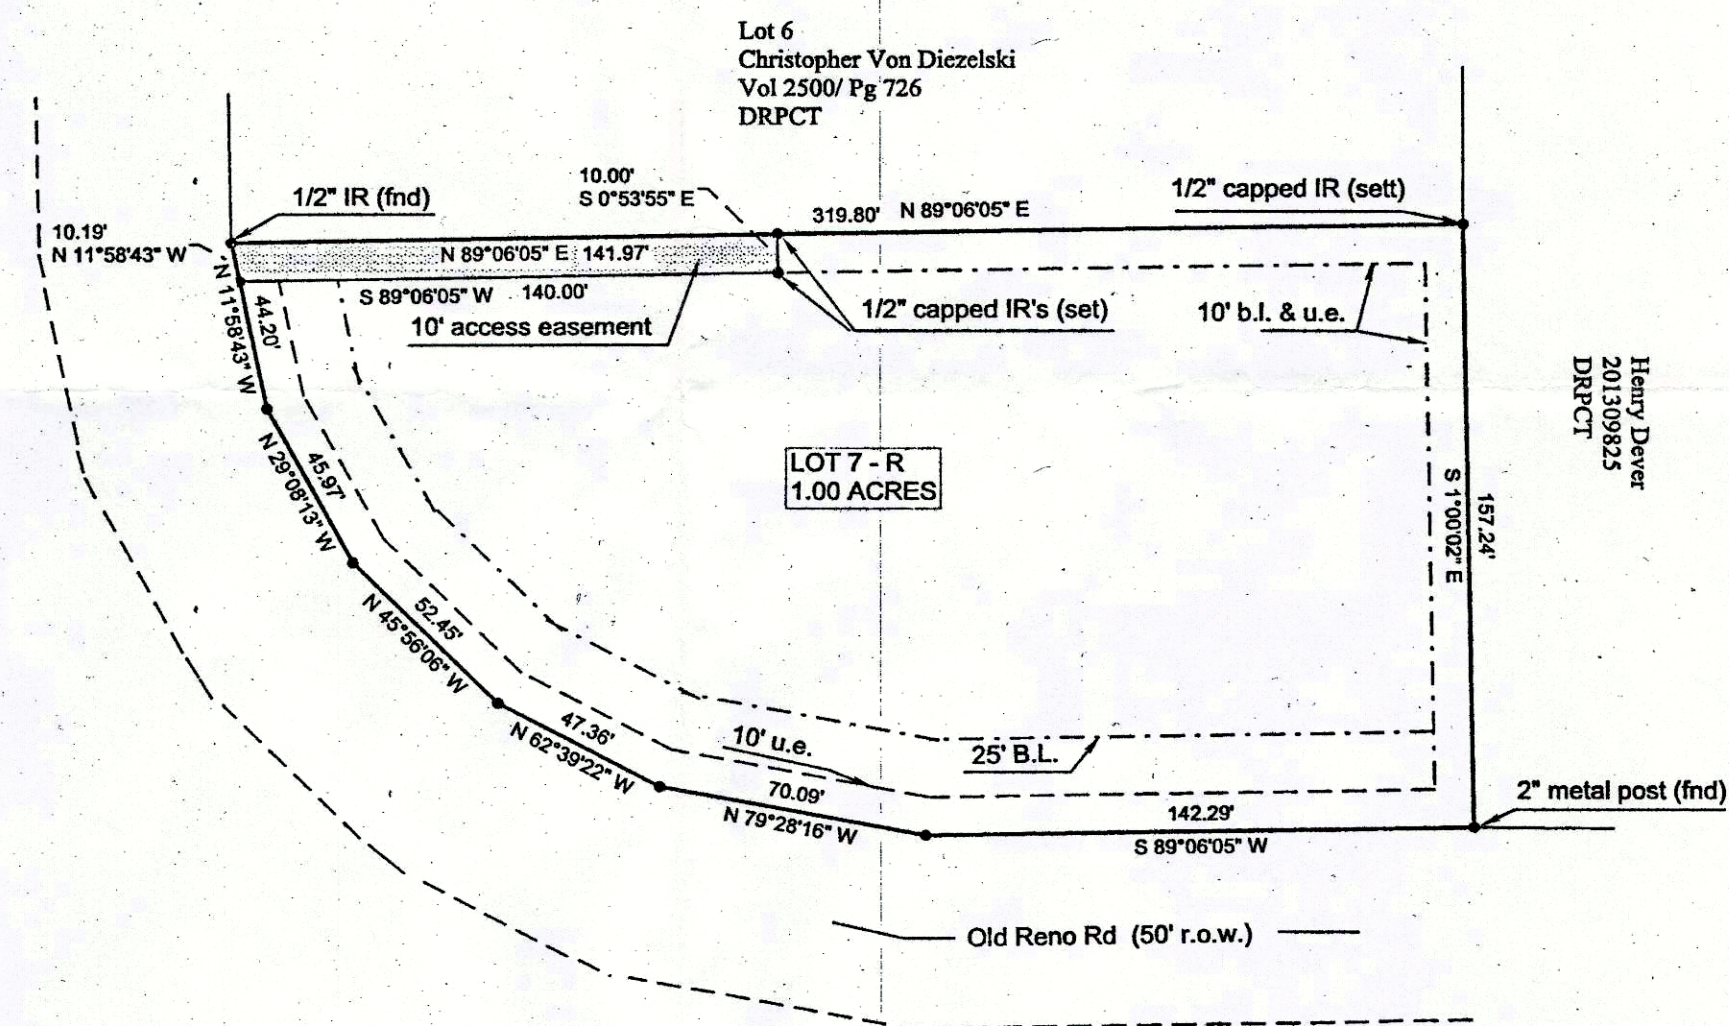 Lot 6
Christopher Von Diezelski
Vol 2500/ Pg 726
DRPCT
1/2" IR (fnd)
10.00'
S 0°53'55" E
1/2" capped IR (sett)
319.80' N 89°06'05" E
10.19'
N 11°58'43" W
N 89°06'05" E 141.97'
S 89°06'05" W 140.00'
10' access easement
1/2" capped IR's (set)
10' b.l. & u.e.
44.20'
N 11°58'43" W
Henry Dever
201309825
DRPCT
LOT 7 - R
1.00 ACRES
45.97'
N 29°08'13" W
157.24'
S 1°00'02" E
52.45'
N 45°56'06" W
47.36'
N 62°39'22" W
10' u.e.
25' B.L.
70.09'
N 79°28'16" W
142.29'
S 89°06'05" W
2" metal post (fnd)
Old Reno Rd (50' r.o.w.)